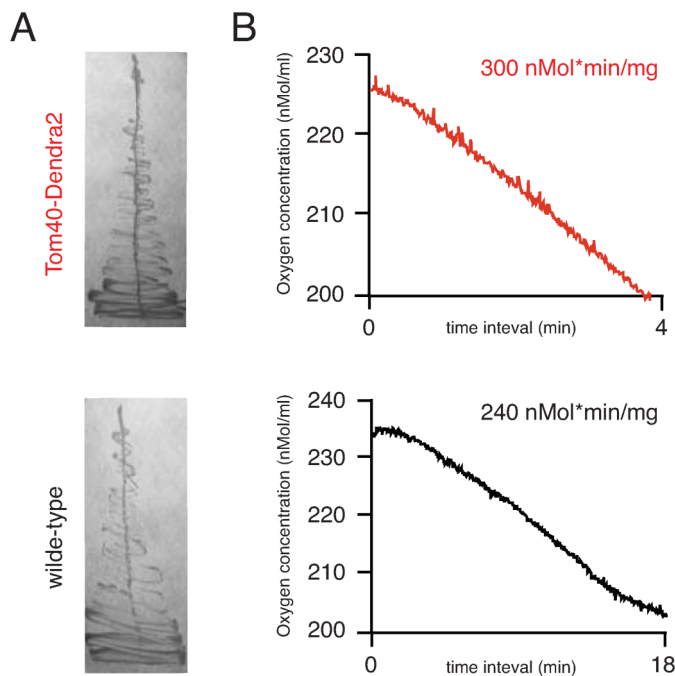 A
B
Tom40-Dendra2
300 nMol*min/mg
Oxygen concentration (nMol/ml)
230
220
210
200
0
4
time inteval (min)
wilde-type
240 nMol*min/mg
Oxygen concentration (nMol/ml)
240
230
220
210
200
0
18
time inteval (min)